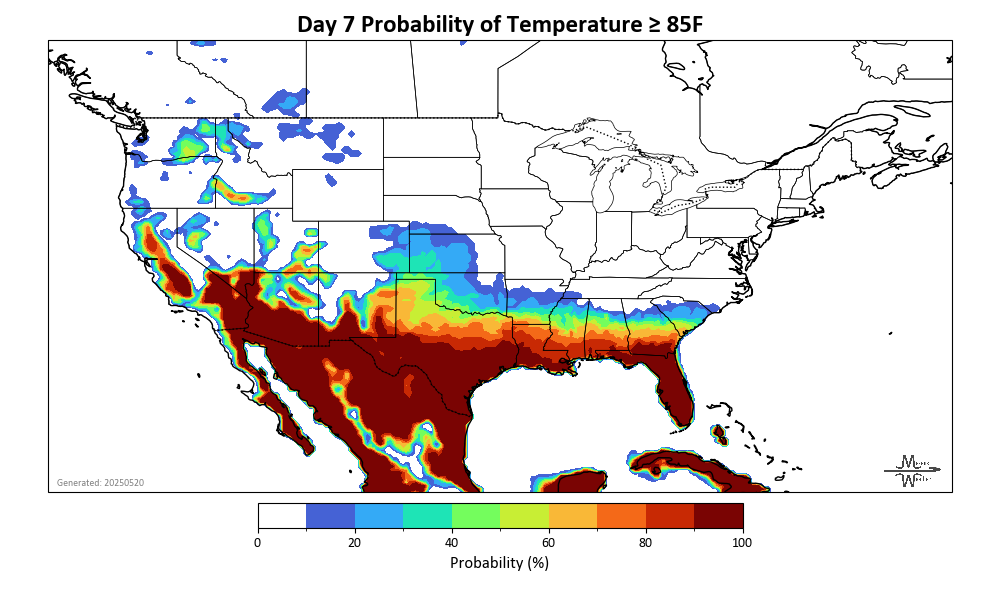 Day 7 Probability of Temperature ≥ 85F
Generated: 20250520
0 20 40 60 80 100
Probability (%)